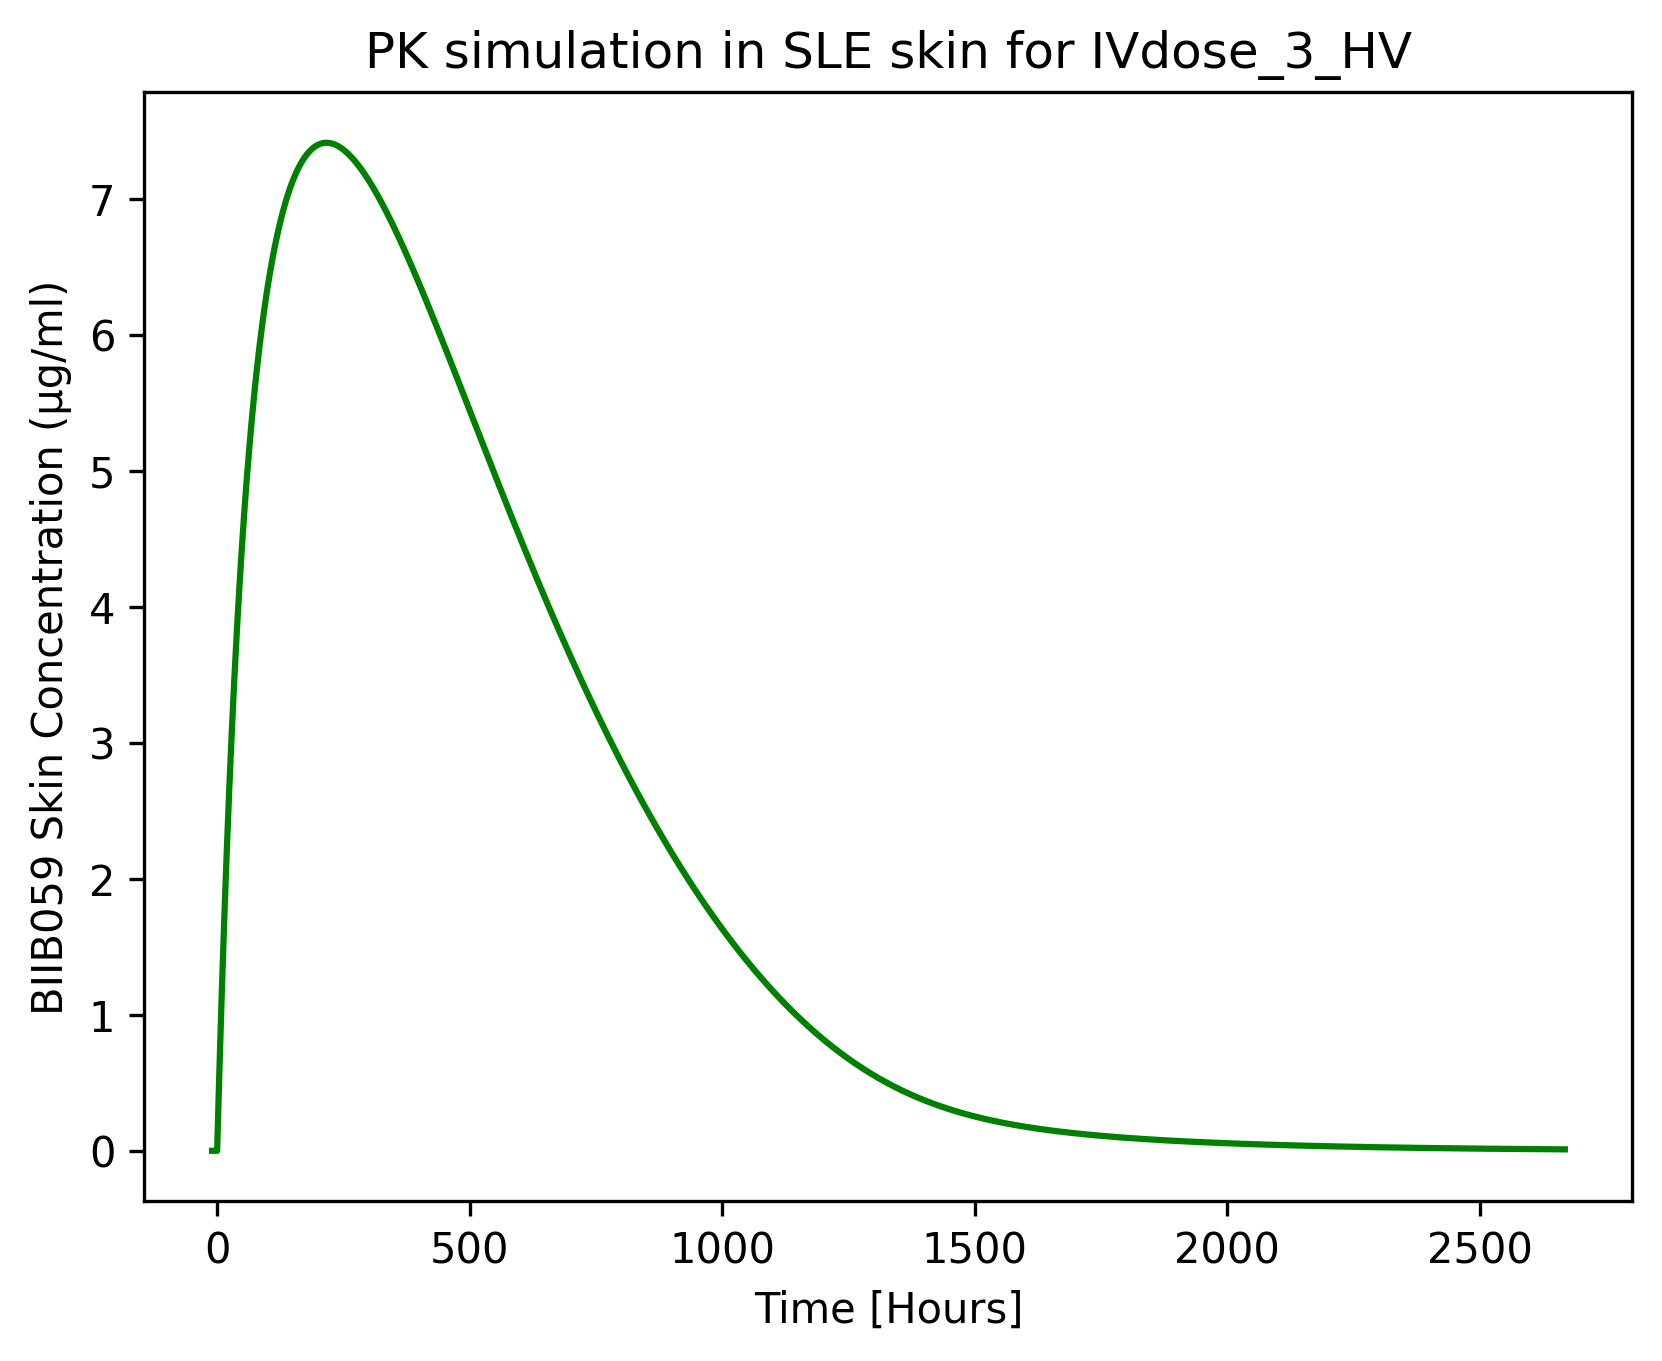 PK simulation in SLE skin for IVdose_3_HV
BIIB059 Skin Concentration (µg/ml)
7
6
5
4
3
2
1
0
0 500 1000 1500 2000 2500
Time [Hours]